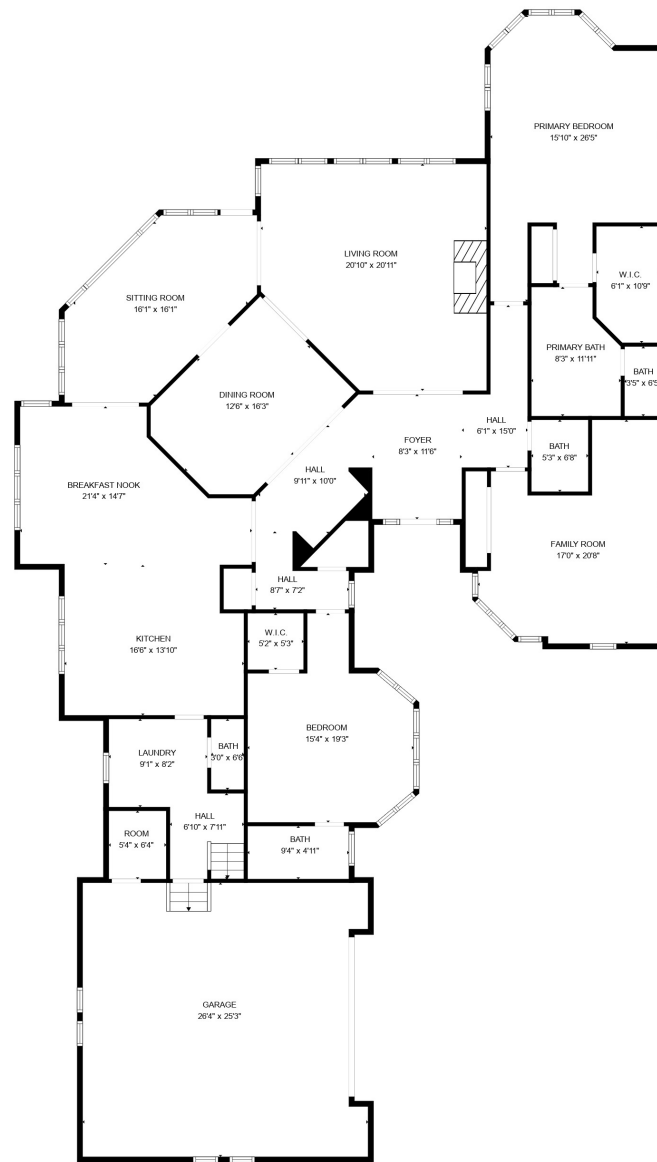 PRIMARY BEDROOM
15'10" x 26'5"
LIVING ROOM
20'10" x 20'11"
W.I.C.
6'1" x 10'9"
SITTING ROOM
16'1" x 16'1"
PRIMARY BATH
8'3" x 11'11"
BATH
3'5" x 6'5
DINING ROOM
12'6" x 16'3"
HALL
6'1" x 15'0"
FOYER
8'3" x 11'6"
BATH
5'3" x 6'8"
HALL
9'11" x 10'0"
BREAKFAST NOOK
21'4" x 14'7"
FAMILY ROOM
17'0" x 20'8"
HALL
8'7" x 7'2"
W.I.C.
5'2" x 5'3"
KITCHEN
16'6" x 13'10"
BEDROOM
15'4" x 19'3"
LAUNDRY
9'1" x 8'2"
BATH
3'0" x 6'6
HALL
6'10" x 7'11"
ROOM
5'4" x 6'4"
BATH
9'4" x 4'11"
GARAGE
26'4" x 25'3"